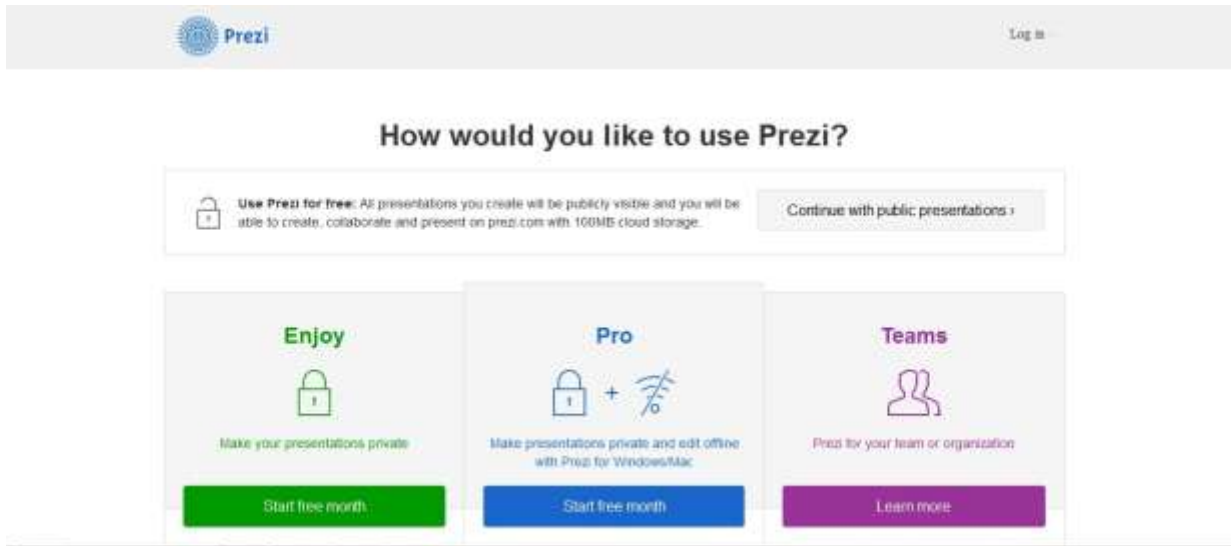 Prezi
Log in
How would you like to use Prezi?
Use Prezi for free: All presentations you create will be publicly visible and you will be
able to create, collaborate and present on prezi.com with 100MB cloud storage.
Continue with public presentations ›
Enjoy
Pro
Teams
+
Make your presentations private
Make presentations private and edit offline
with Prezi for Windows/Mac
Prezi for your team or organization
Start free month
Start free month
Learn more